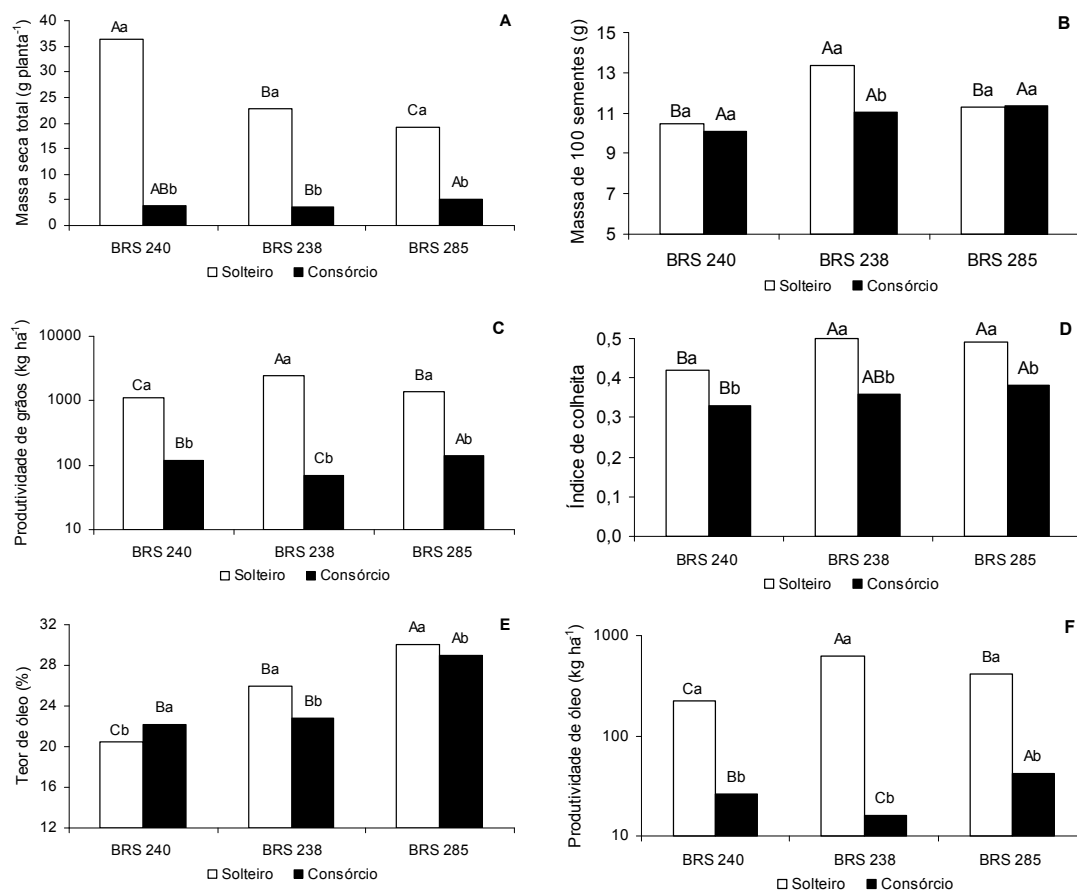 A
Massa seca total (g planta⁻¹)
40
35
30
25
20
15
10
5
0
Aa
ABb
Ba
Bb
Ca
Ab
BRS 240 BRS 238 BRS 285
Solteiro Consórcio
B
Massa de 100 sementes (g)
15
13
11
9
7
5
Ba
Aa
Aa
Ab
Ba
Aa
BRS 240 BRS 238 BRS 285
Solteiro Consórcio
C
Produtividade de grãos (kg ha⁻¹)
10000
1000
100
10
Ca
Bb
Aa
Cb
Ba
Ab
BRS 240 BRS 238 BRS 285
Solteiro Consórcio
D
Índice de colheita
0,5
0,4
0,3
0,2
0,1
0,0
Ba
Bb
Aa
ABb
Aa
Ab
BRS 240 BRS 238 BRS 285
Solteiro Consórcio
E
Teor de óleo (%)
32
28
24
20
16
12
Cb
Ba
Ba
Bb
Aa
Ab
BRS 240 BRS 238 BRS 285
Solteiro Consórcio
F
Produtividade de óleo (kg ha⁻¹)
1000
100
10
Ca
Bb
Aa
Cb
Ba
Ab
BRS 240 BRS 238 BRS 285
Solteiro Consórcio